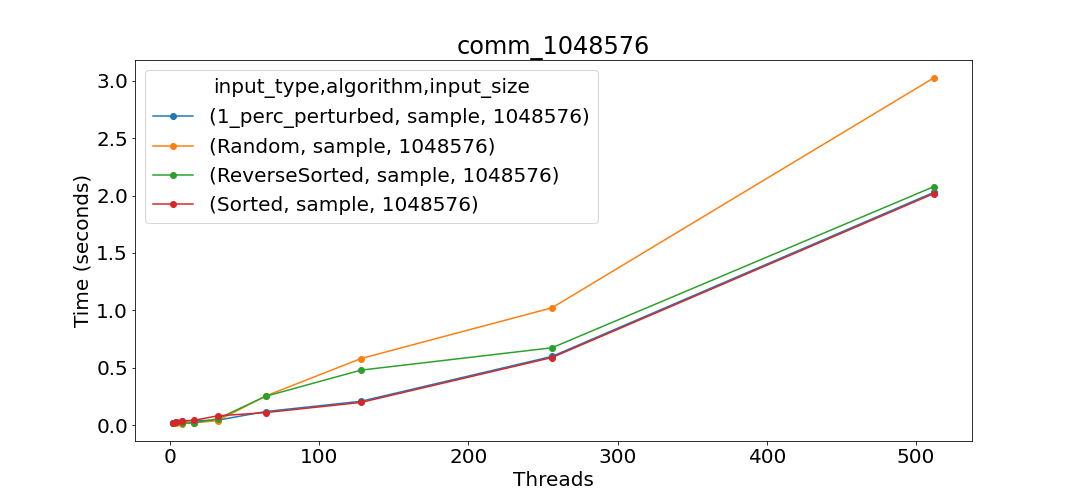 comm_1048576
input_type,algorithm,input_size
(1_perc_perturbed, sample, 1048576)
(Random, sample, 1048576)
(ReverseSorted, sample, 1048576)
(Sorted, sample, 1048576)
Time (seconds)
3.0
2.5
2.0
1.5
1.0
0.5
0.0
0 100 200 300 400 500
Threads